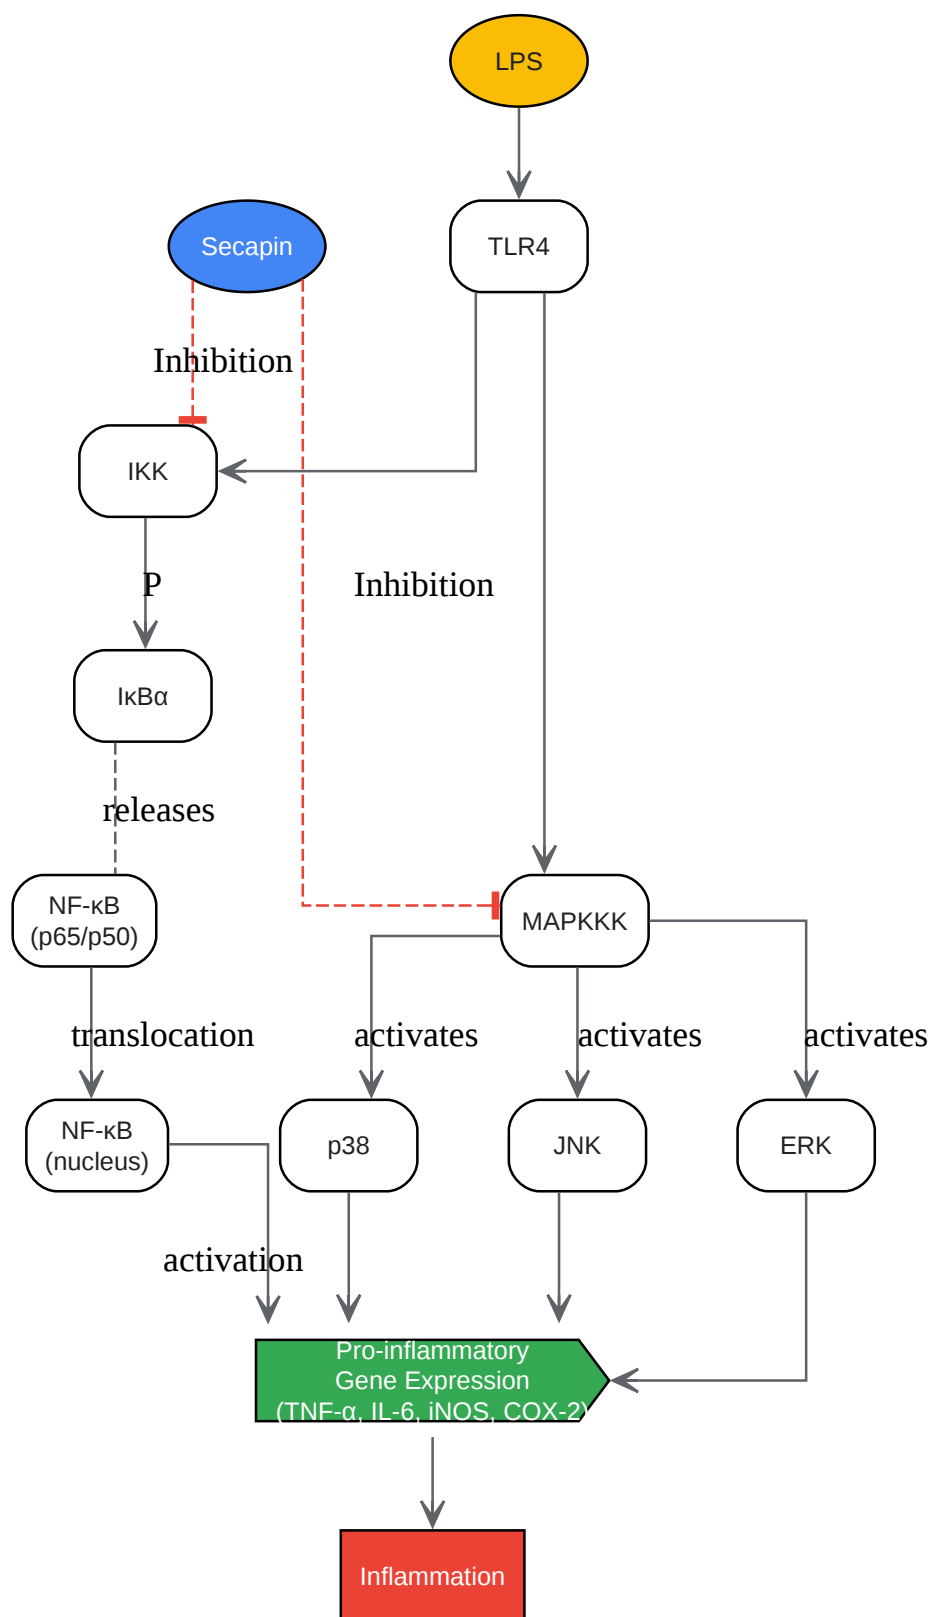 LPS
Secapin
TLR4
Inhibition
IKK
P
Inhibition
IκBα
releases
NF-κB
(p65/p50)
MAPKKK
translocation
activates
activates
activates
NF-κB
(nucleus)
p38
JNK
ERK
activation
Pro-inflammatory
Gene Expression
(TNF-α, IL-6, iNOS, COX-2)
Inflammation